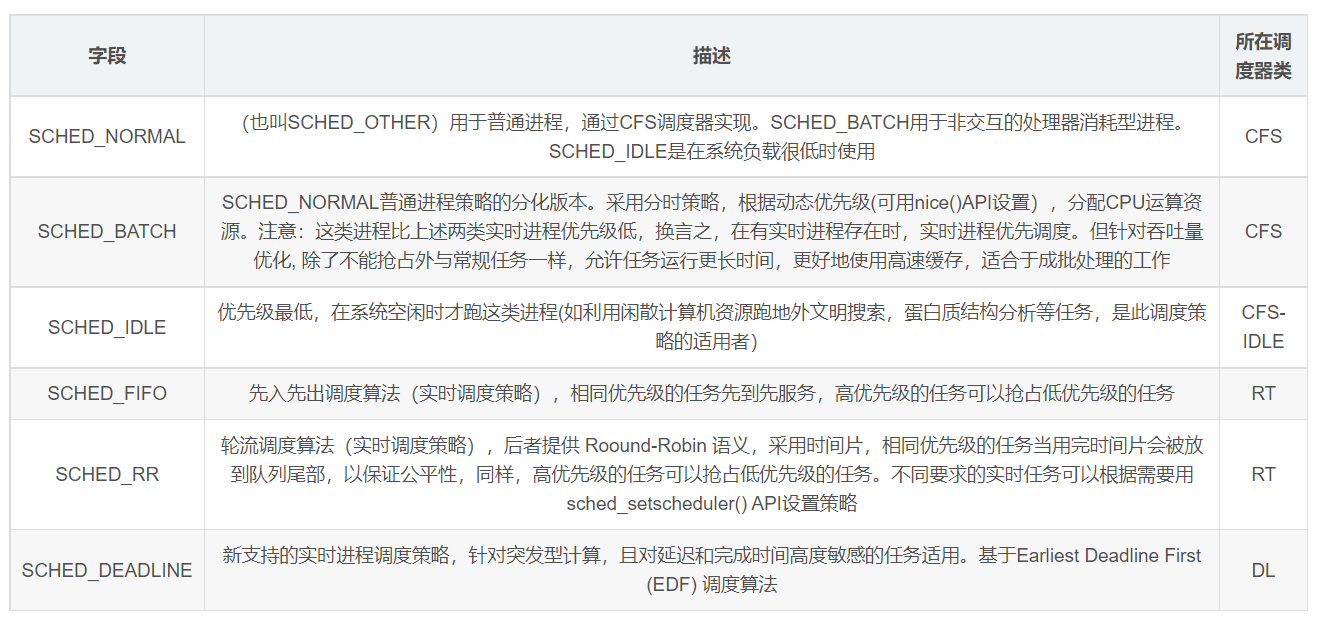 字段
描述
所在调
度器类
SCHED_NORMAL
（也叫SCHED_OTHER）用于普通进程，通过CFS调度器实现。SCHED_BATCH用于非交互的处理器消耗型进程。
SCHED_IDLE是在系统负载很低时使用
CFS
SCHED_BATCH
SCHED_NORMAL普通进程策略的分化版本。采用分时策略，根据动态优先级(可用nice()API设置），分配CPU运算资
源。注意：这类进程比上述两类实时进程优先级低，换言之，在有实时进程存在时，实时进程优先调度。但针对吞吐量
优化, 除了不能抢占外与常规任务一样，允许任务运行更长时间，更好地使用高速缓存，适合于成批处理的工作
CFS
SCHED_IDLE
优先级最低，在系统空闲时才跑这类进程(如利用闲散计算机资源跑地外文明搜索，蛋白质结构分析等任务，是此调度策
略的适用者）
CFS-
IDLE
SCHED_FIFO
先入先出调度算法（实时调度策略），相同优先级的任务先到先服务，高优先级的任务可以抢占低优先级的任务
RT
SCHED_RR
轮流调度算法（实时调度策略），后者提供 Roound-Robin 语义，采用时间片，相同优先级的任务当用完时间片会被放
到队列尾部，以保证公平性，同样，高优先级的任务可以抢占低优先级的任务。不同要求的实时任务可以根据需要用
sched_setscheduler() API设置策略
RT
SCHED_DEADLINE
新支持的实时进程调度策略，针对突发型计算，且对延迟和完成时间高度敏感的任务适用。基于Earliest Deadline First
(EDF) 调度算法
DL